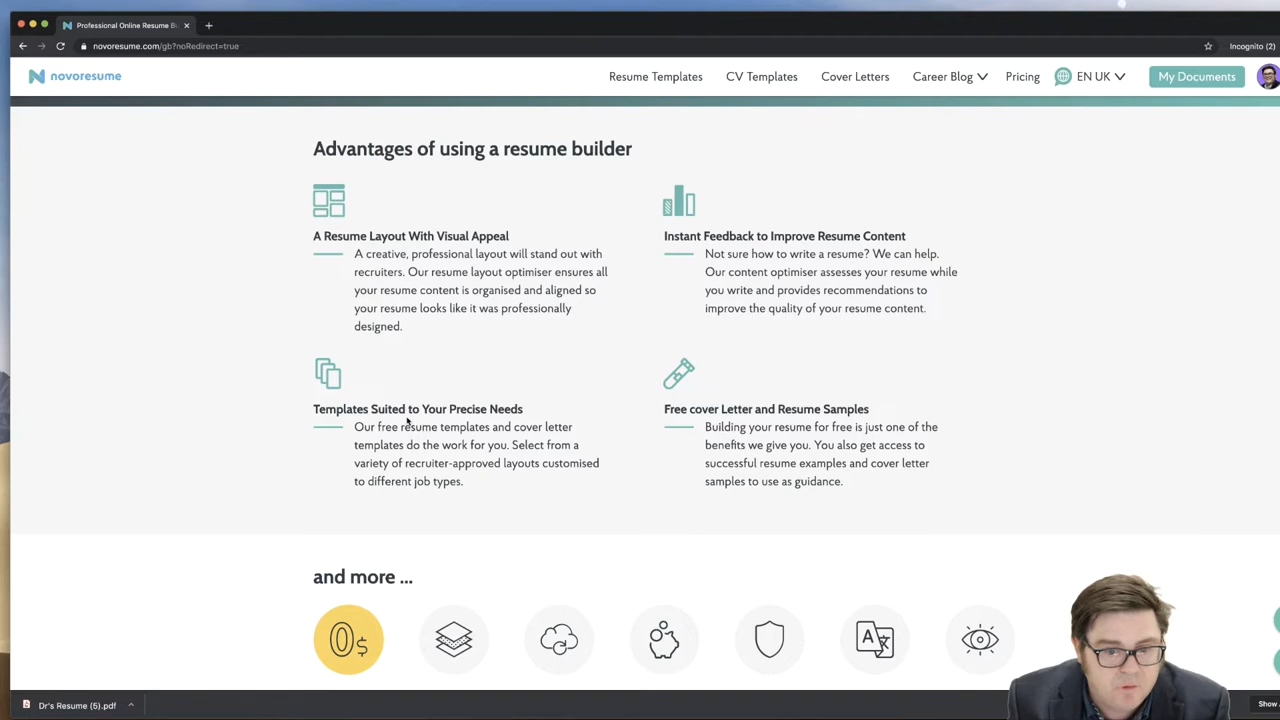 Professional Online Resume B
novoresume.com/gb?noRedirect=true
Incognito (2)
novoresume
Resume Templates
CV Templates
Cover Letters
Career Blog
Pricing
EN UK
My Documents
Advantages of using a resume builder
A Resume Layout With Visual Appeal
A creative, professional layout will stand out with
recruiters. Our resume layout optimiser ensures all
your resume content is organised and aligned so
your resume looks like it was professionally
designed.
Instant Feedback to Improve Resume Content
Not sure how to write a resume? We can help.
Our content optimiser assesses your resume while
you write and provides recommendations to
improve the quality of your resume content.
Templates Suited to Your Precise Needs
Our free resume templates and cover letter
templates do the work for you. Select from a
variety of recruiter-approved layouts customised
to different job types.
Free cover Letter and Resume Samples
Building your resume for free is just one of the
benefits we give you. You also get access to
successful resume examples and cover letter
samples to use as guidance.
and more ...
0$
A
Dr's Resume (5).pdf
Show